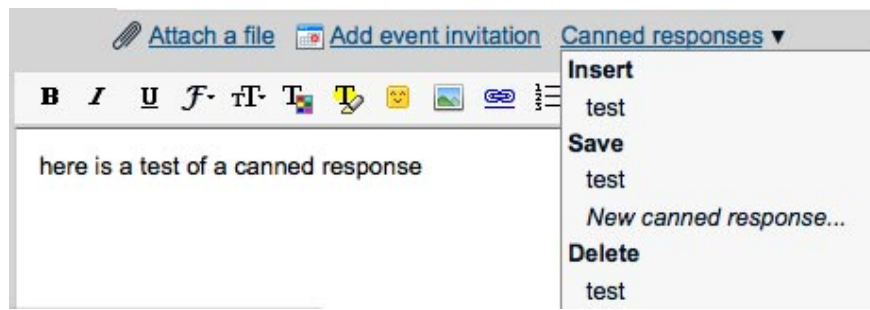 Attach a file Add event invitation Canned responses ▼
B I U F TT T T
here is a test of a canned response
Insert
test
Save
test
New canned response...
Delete
test